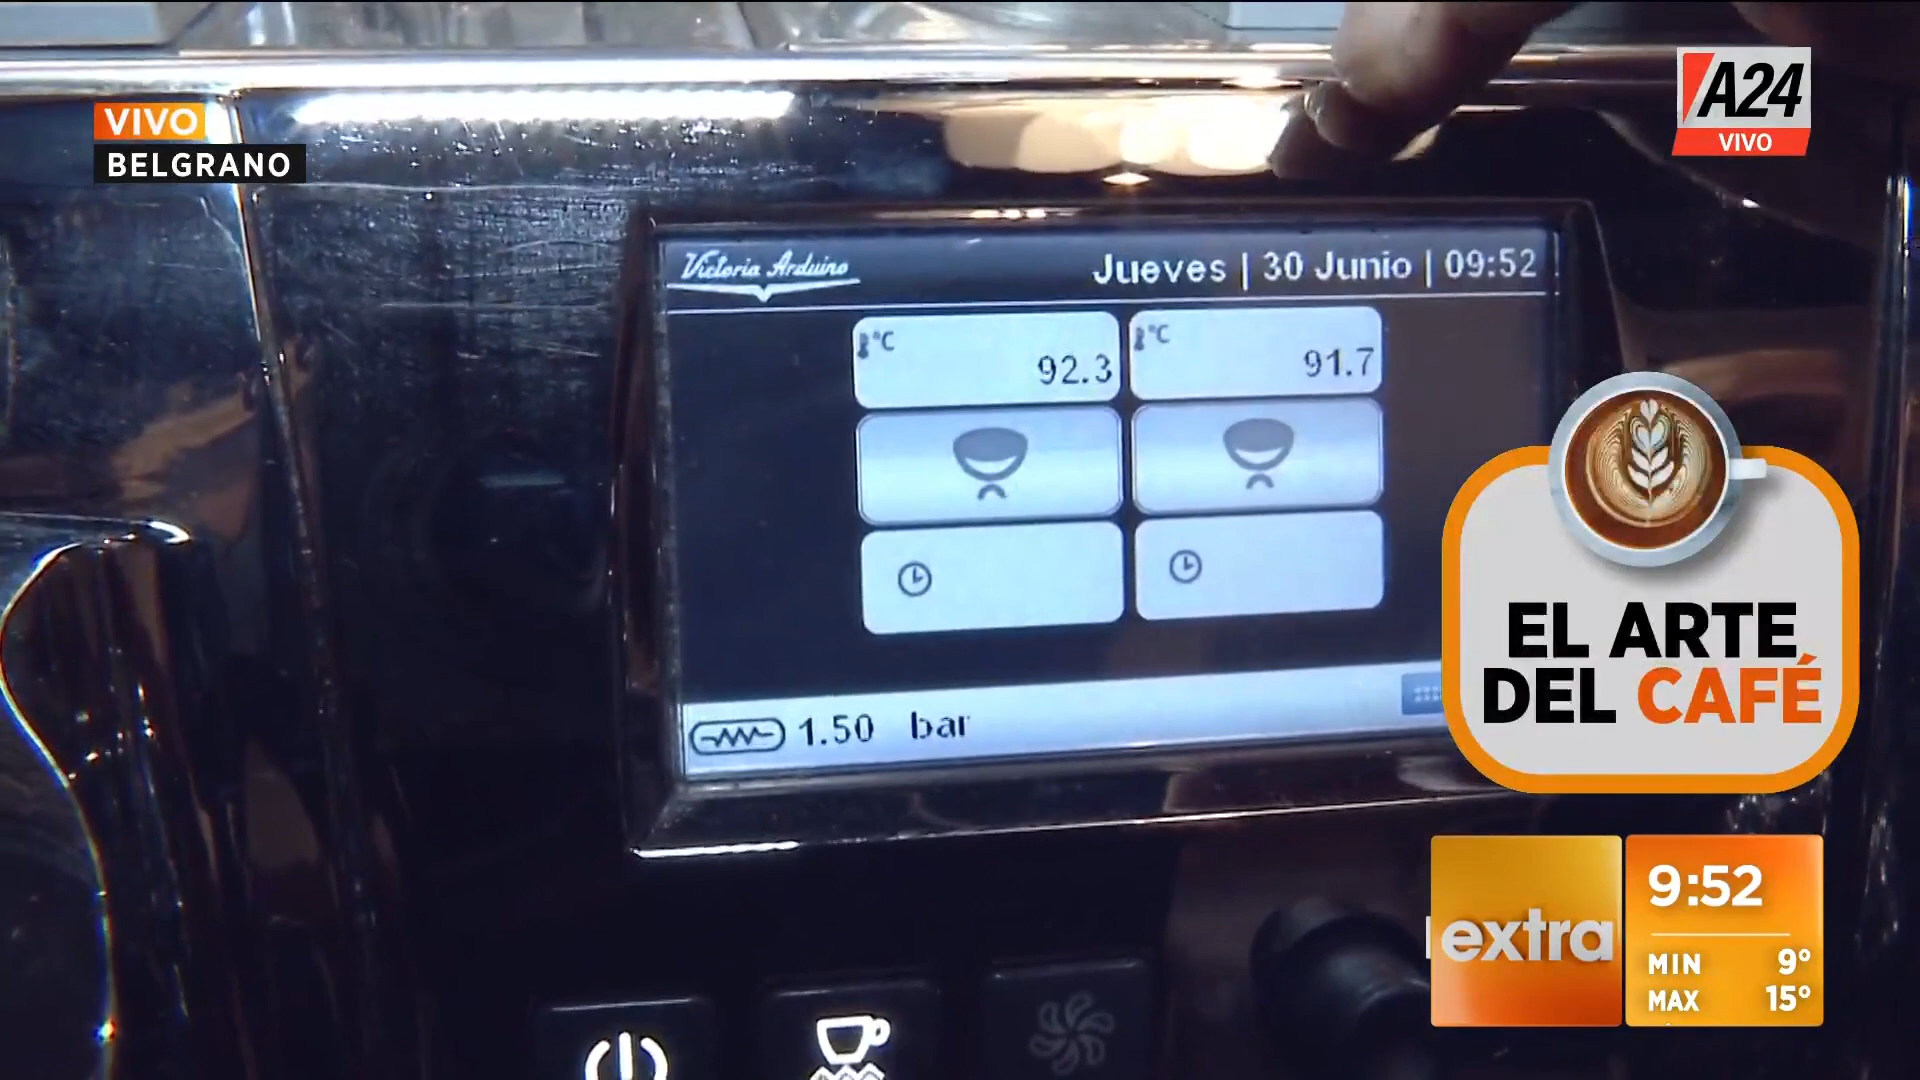 VIVO
BELGRANO
A24
VIVO
Victoria Arduino
Jueves | 30 Junio | 09:52
°C
92.3
°C
91.7
1.50 bar
EL ARTE
DEL CAFÉ
extra
9:52
MIN 9°
MAX 15°